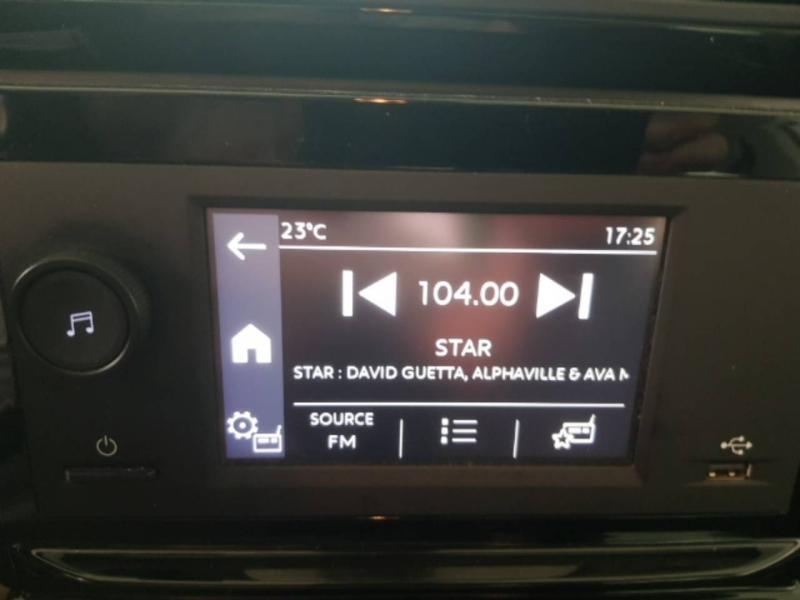 23°C 17:25
104.00
STAR
STAR : DAVID GUETTA, ALPHAVILLE & AVA
SOURCE
FM